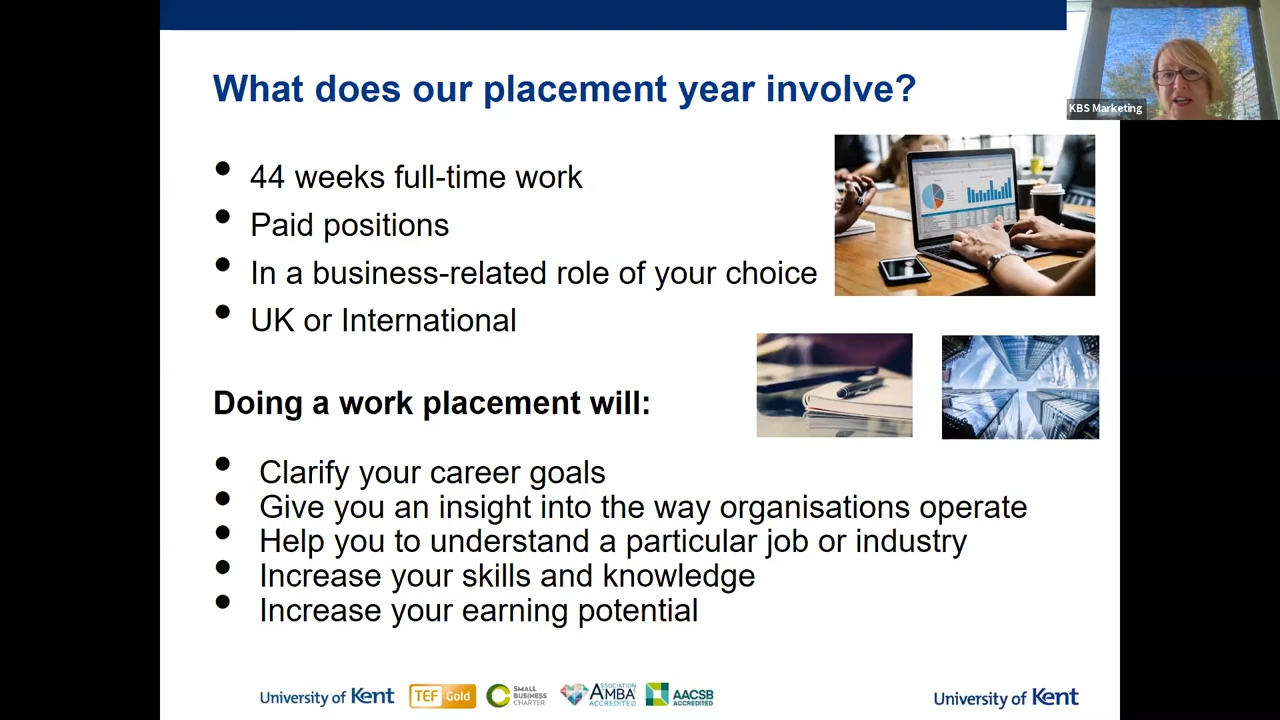 What does our placement year involve?
KBS Marketing
• 44 weeks full-time work
• Paid positions
• In a business-related role of your choice
• UK or International
Doing a work placement will:
• Clarify your career goals
• Give you an insight into the way organisations operate
• Help you to understand a particular job or industry
• Increase your skills and knowledge
• Increase your earning potential
University of Kent
TEF Gold
SMALL
BUSINESS
CHARTER
ASSOCIATION
AMBA
ACCREDITED
AACSB
ACCREDITED
University of Kent